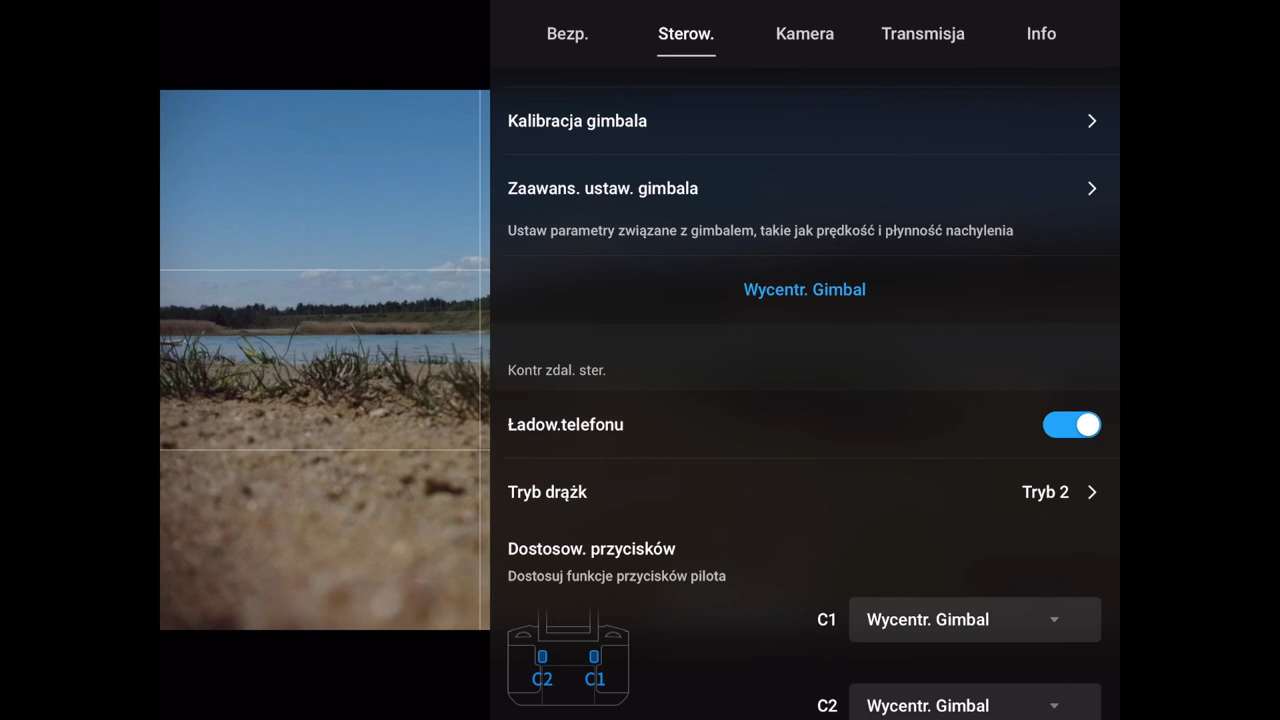 Bezp.
Sterow.
Kamera
Transmisja
Info
Kalibracja gimbala
Zaawans. ustaw. gimbala
Ustaw parametry związane z gimbalem, takie jak prędkość i płynność nachylenia
Wycentr. Gimbal
Kontr zdal. ster.
Ładow.telefonu
Tryb drążk
Tryb 2
Dostosow. przycisków
Dostosuj funkcje przycisków pilota
C1 Wycentr. Gimbal
C2 C1
C2 Wycentr. Gimbal